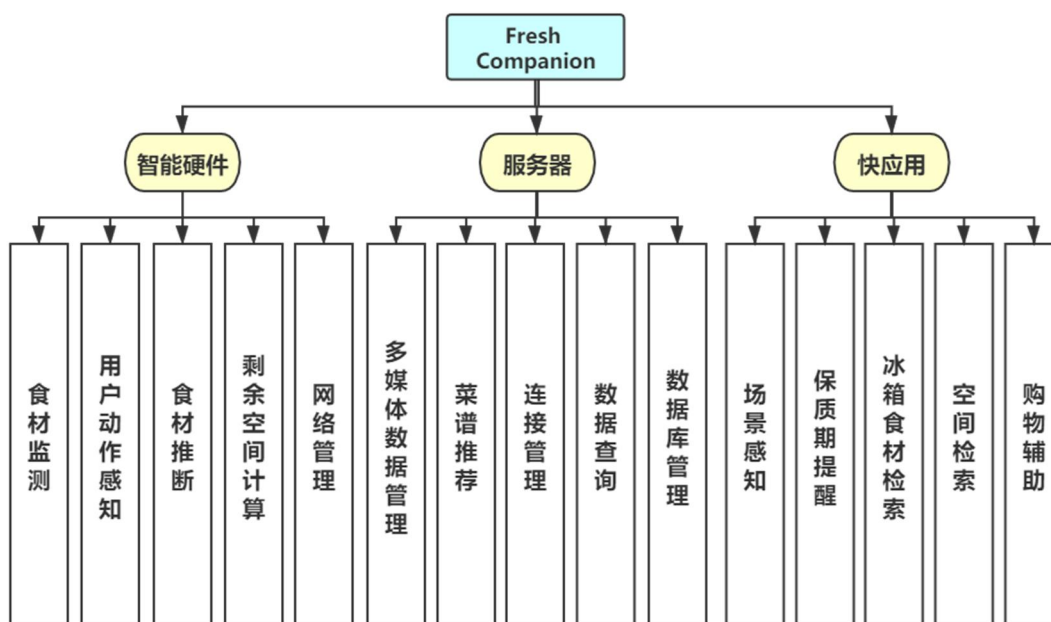 Fresh
Companion
智能硬件
服务器
快应用
食材监测
用户动作感知
食材推断
剩余空间计算
网络管理
多媒体数据管理
菜谱推荐
连接管理
数据查询
数据库管理
场景感知
保质期提醒
冰箱食材检索
空间检索
购物辅助